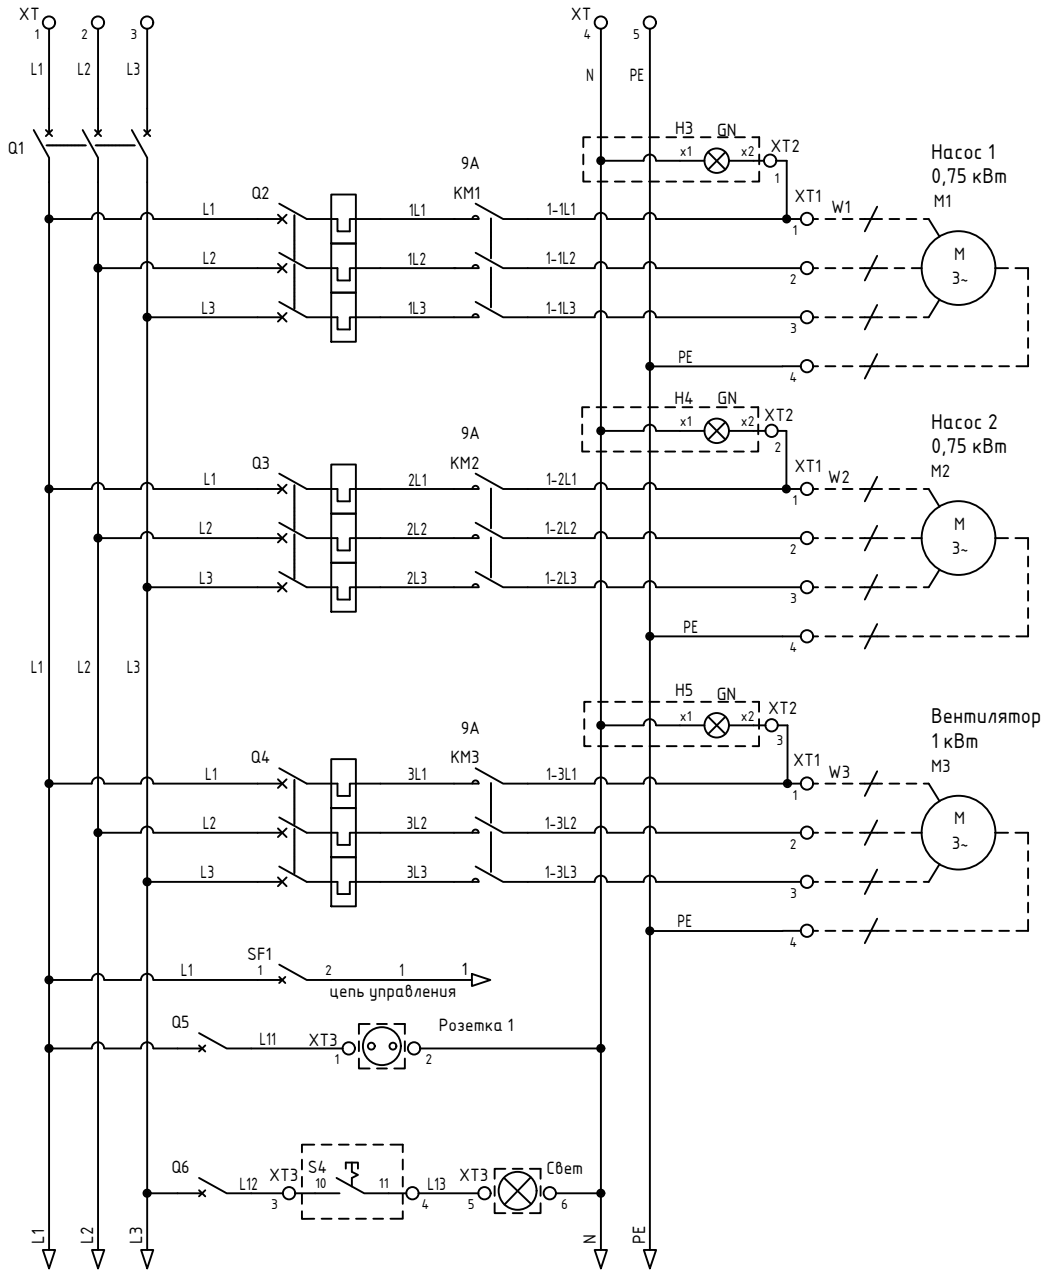 XT XT
1 2 3 4 5
L1 L2 L3 N PE
Q1
H3 GN
x1 x2 XT2
1
Насос 1
0,75 кВт
M1
9A
Q2 KM1 XT1
L1 1L1 1-1L1 1 W1
L2 1L2 1-1L2 2
M
3~
L3 1L3 1-1L3 3
PE 4
H4 GN
x1 x2 XT2
2
Насос 2
0,75 кВт
M2
9A
Q3 KM2 XT1
L1 2L1 1-2L1 1 W2
L2 2L2 1-2L2 2
M
3~
L3 2L3 1-2L3 3
PE 4
L1 L2 L3
H5 GN
x1 x2 XT2
3
Вентилятор
1 кВт
M3
9A
Q4 KM3 XT1
L1 3L1 1-3L1 1 W3
L2 3L2 1-3L2 2
M
3~
L3 3L3 1-3L3 3
PE 4
SF1
L1 1 2 1 1
цепь управления
Q5 Розетка 1
L11 XT3
1 2
Q6 XT3 S4 XT3 Свет
L12 10 11 L13
3 4 5 6
L1 L2 L3 N PE